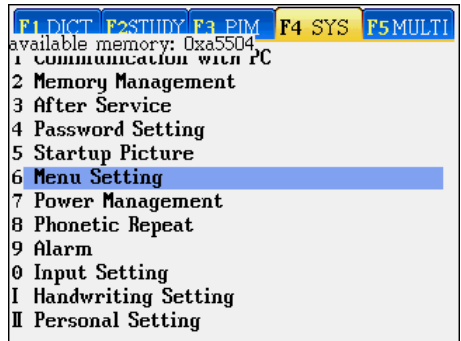 F1 DICT F2 STUDY F3 PIM F4 SYS F5 MULTI
available memory: 0xa5504
1 Communication with PC
2 Memory Management
3 After Service
4 Password Setting
5 Startup Picture
6 Menu Setting
7 Power Management
8 Phonetic Repeat
9 Alarm
0 Input Setting
I Handwriting Setting
II Personal Setting